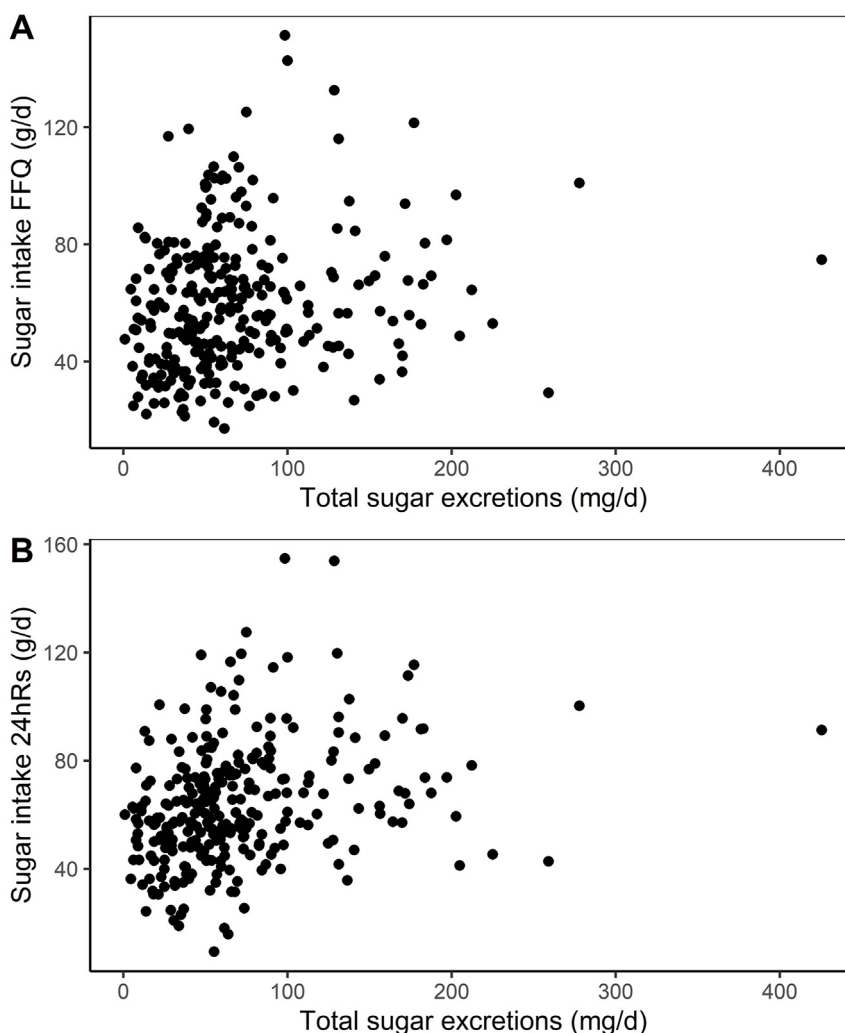 A
Sugar intake FFQ (g/d)
120
80
40
0 100 200 300 400
Total sugar excretions (mg/d)
B
Sugar intake 24hRs (g/d)
160
120
80
40
0 100 200 300 400
Total sugar excretions (mg/d)